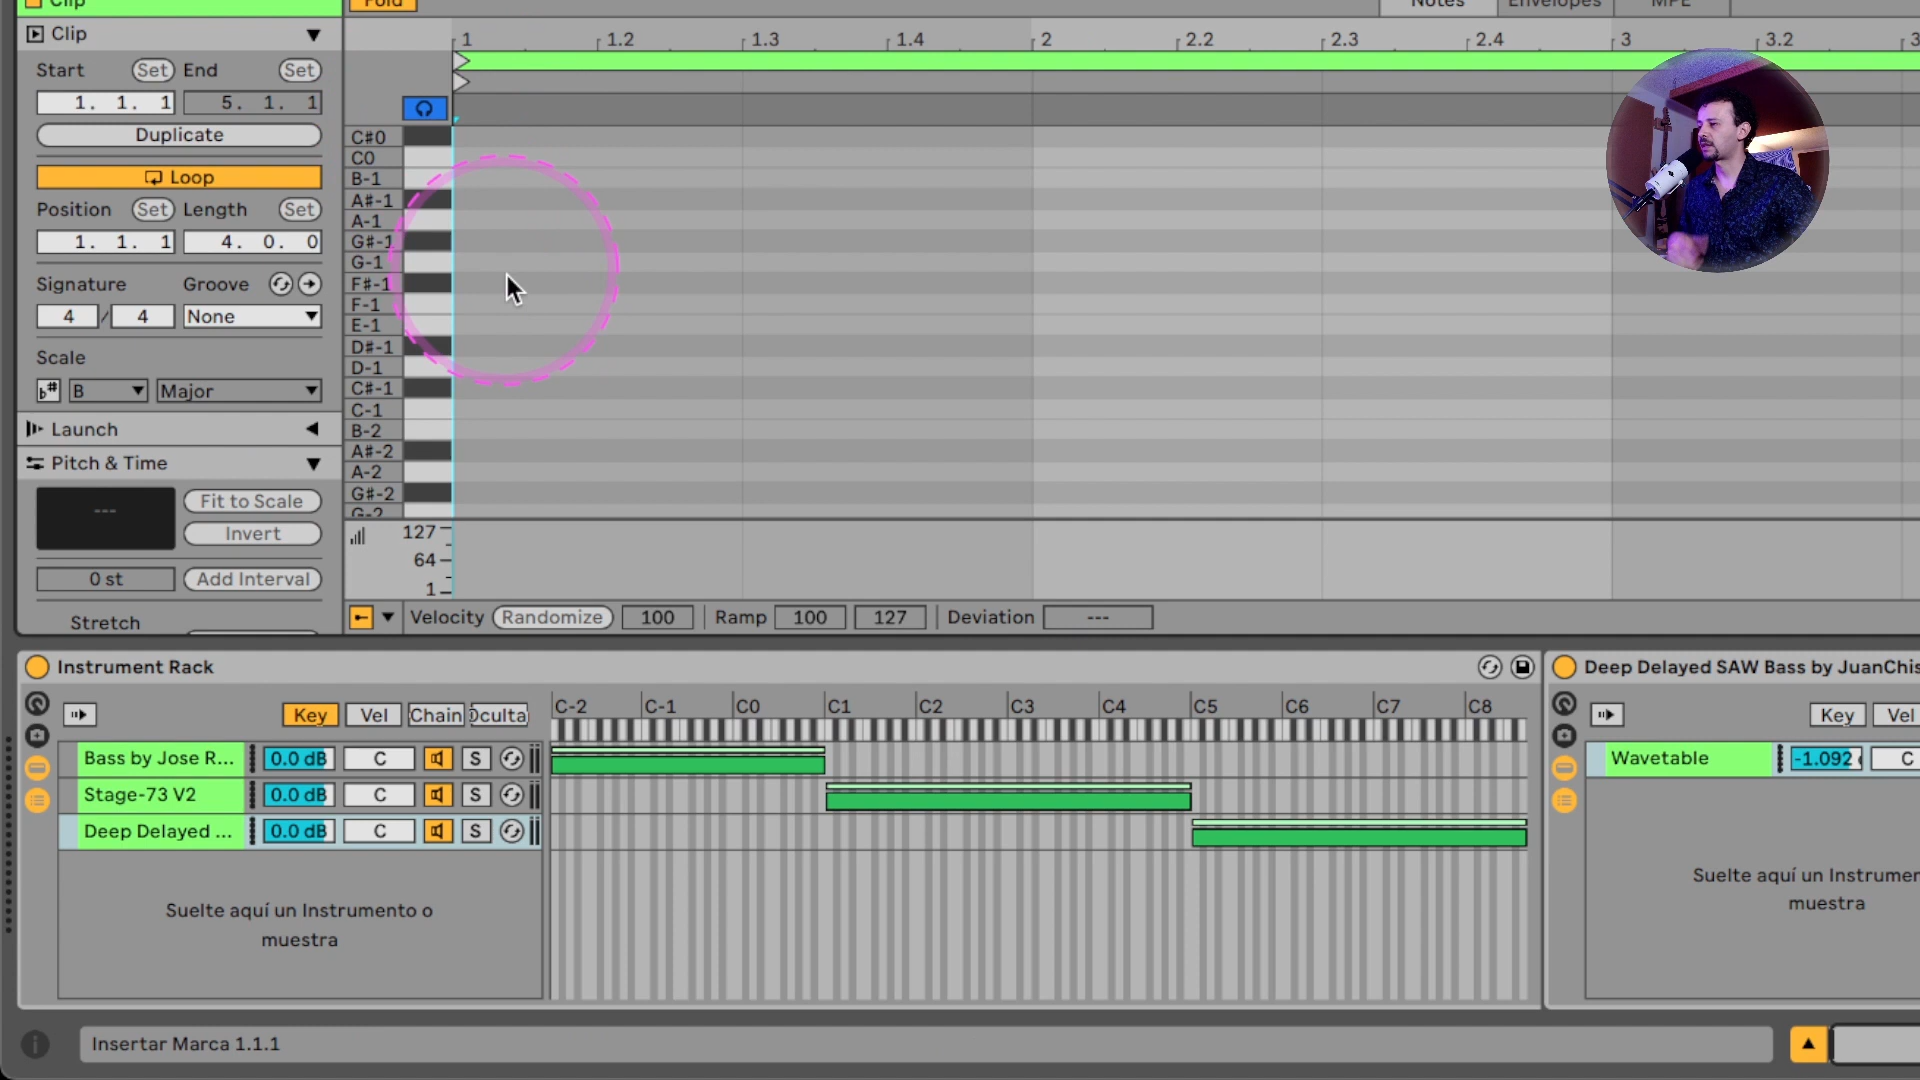 Clip
Fold
Notes
Envelopes
MPE
Clip
1 1.2 1.3 1.4 2 2.2 2.3 2.4 3 3.2 3
Start Set End Set
1. 1. 1 5. 1. 1
Duplicate
Loop
Position Set Length Set
1. 1. 1 4. 0. 0
Signature Groove
4 / 4 None
Scale
B Major
Launch
Pitch & Time
--- Fit to Scale
Invert
0 st Add Interval
Stretch
C#0
C0
B-1
A#-1
A-1
G#-1
G-1
F#-1
F-1
E-1
D#-1
D-1
C#-1
C-1
B-2
A#-2
A-2
G#-2
G-2
127
64
1
Velocity Randomize 100 Ramp 100 127 Deviation ---
Instrument Rack
Key Vel Chain Oculta
C-2 C-1 C0 C1 C2 C3 C4 C5 C6 C7 C8
Bass by Jose R... 0.0 dB C S
Stage-73 V2 0.0 dB C S
Deep Delayed ... 0.0 dB C S
Suelte aquí un Instrumento o
muestra
Deep Delayed SAW Bass by JuanChis
Key Vel
Wavetable -1.092 C
Suelte aquí un Instrumen
muestra
Insertar Marca 1.1.1